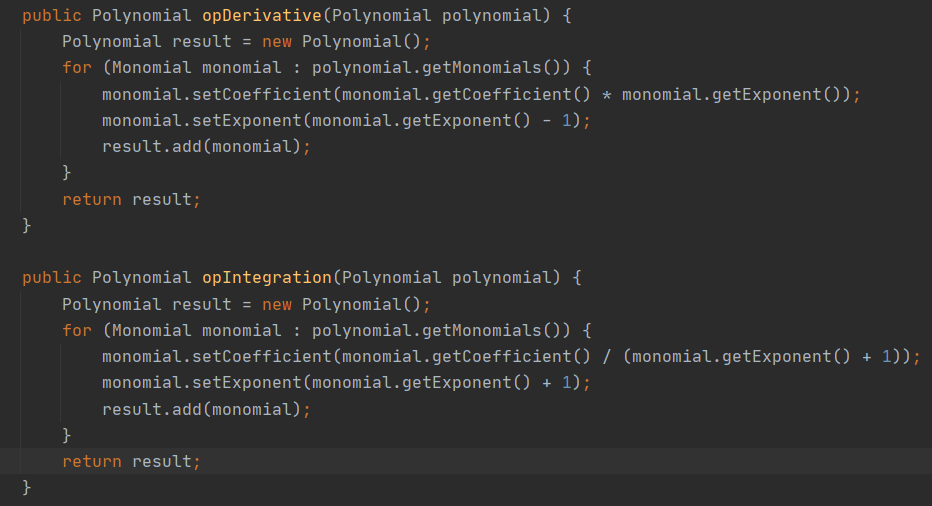 public Polynomial opDerivative(Polynomial polynomial) {
    Polynomial result = new Polynomial();
    for (Monomial monomial : polynomial.getMonomials()) {
        monomial.setCoefficient(monomial.getCoefficient() * monomial.getExponent());
        monomial.setExponent(monomial.getExponent() - 1);
        result.add(monomial);
    }
    return result;
}

public Polynomial opIntegration(Polynomial polynomial) {
    Polynomial result = new Polynomial();
    for (Monomial monomial : polynomial.getMonomials()) {
        monomial.setCoefficient(monomial.getCoefficient() / (monomial.getExponent() + 1));
        monomial.setExponent(monomial.getExponent() + 1);
        result.add(monomial);
    }
    return result;
}